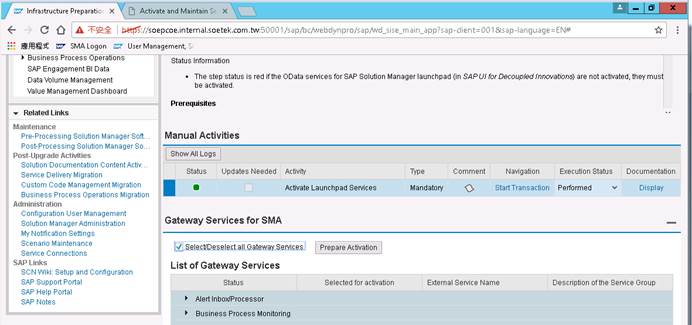 Infrastructure Preparation
Activate and Maintain S
不安全 https://soepcoe.internal.soetek.com.tw:50001/sap/bc/webdynpro/sap/wd_sise_main_app?sap-client=001&sap-language=EN#
應用程式 SMA Logon User Management, S
Business Process Operations
SAP Engagement BI Data
Data Volume Management
Value Management Dashboard
Related Links
Maintenance
Pre-Processing Solution Manager Soft...
Post-Processing Solution Manager So...
Post-Upgrade Activities
Solution Documentation Content Activ...
Service Delivery Migration
Custom Code Management Migration
Business Process Operations Migration
Administration
Configuration User Management
Solution Manager Administration
My Notification Settings
Scenario Maintenance
Service Connections
SAP Links
SCN Wiki: Setup and Configuration
SAP Support Portal
SAP Help Portal
SAP Notes
Status Information
• The step status is red if the OData services for SAP Solution Manager launchpad (in SAP UI for Decoupled Innovations) are not activated, they must
be activated.
Prerequisites
Manual Activities
Show All Logs
Status Updates Needed Activity Type Comment Navigation Execution Status Documentation
Activate Launchpad Services Mandatory Start Transaction Performed Display
Gateway Services for SMA
Select/Deselect all Gateway Services Prepare Activation
List of Gateway Services
Status Selected for activation External Service Name Description of the Service Group
Alert Inbox/Processor
Business Process Monitoring